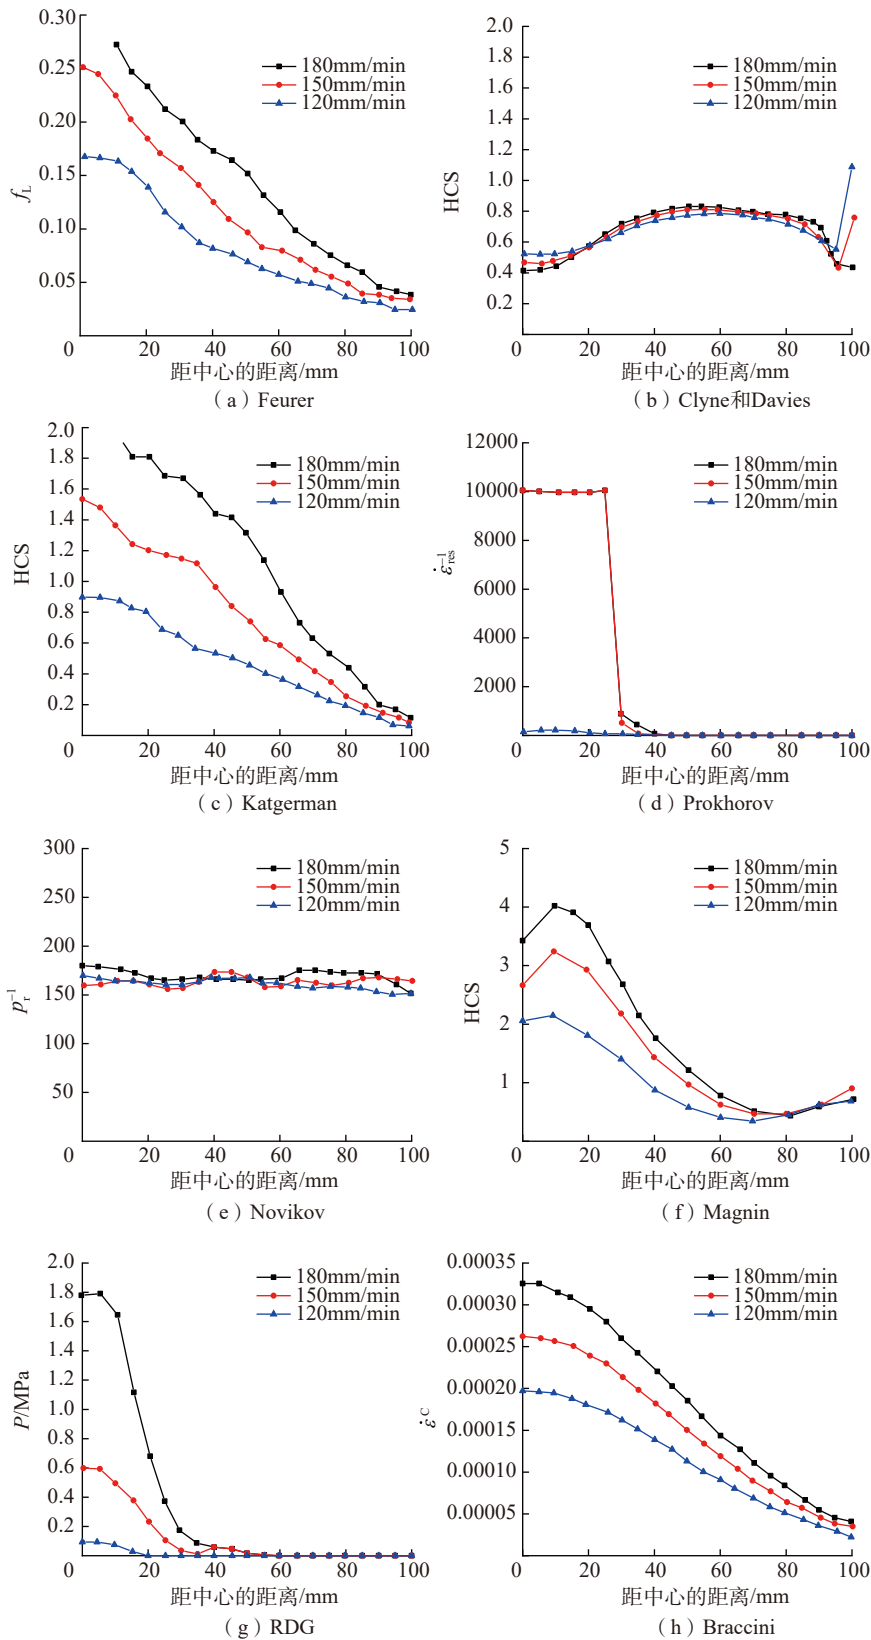 0.30
0.25
0.20
0.15
0.10
0.05
0
20
40
60
80
100
f_L
180mm/min
150mm/min
120mm/min
距中心的距离/mm
（a）Feurer
2.0
1.8
1.6
1.4
1.2
1.0
0.8
0.6
0.4
0.2
0
20
40
60
80
100
HCS
180mm/min
150mm/min
120mm/min
距中心的距离/mm
（b）Clyne和Davies
2.0
1.8
1.6
1.4
1.2
1.0
0.8
0.6
0.4
0.2
0
20
40
60
80
100
HCS
180mm/min
150mm/min
120mm/min
距中心的距离/mm
（c）Katgerman
12000
10000
8000
6000
4000
2000
0
20
40
60
80
100
ε̇_res^-1
180mm/min
150mm/min
120mm/min
距中心的距离/mm
（d）Prokhorov
300
250
200
150
100
50
0
20
40
60
80
100
p_r^-1
180mm/min
150mm/min
120mm/min
距中心的距离/mm
（e）Novikov
5
4
3
2
1
0
20
40
60
80
100
HCS
180mm/min
150mm/min
120mm/min
距中心的距离/mm
（f）Magnin
2.0
1.8
1.6
1.4
1.2
1.0
0.8
0.6
0.4
0.2
0
20
40
60
80
100
P/MPa
180mm/min
150mm/min
120mm/min
距中心的距离/mm
（g）RDG
0.00035
0.00030
0.00025
0.00020
0.00015
0.00010
0.00005
0
20
40
60
80
100
ε̇^C
180mm/min
150mm/min
120mm/min
距中心的距离/mm
（h）Braccini